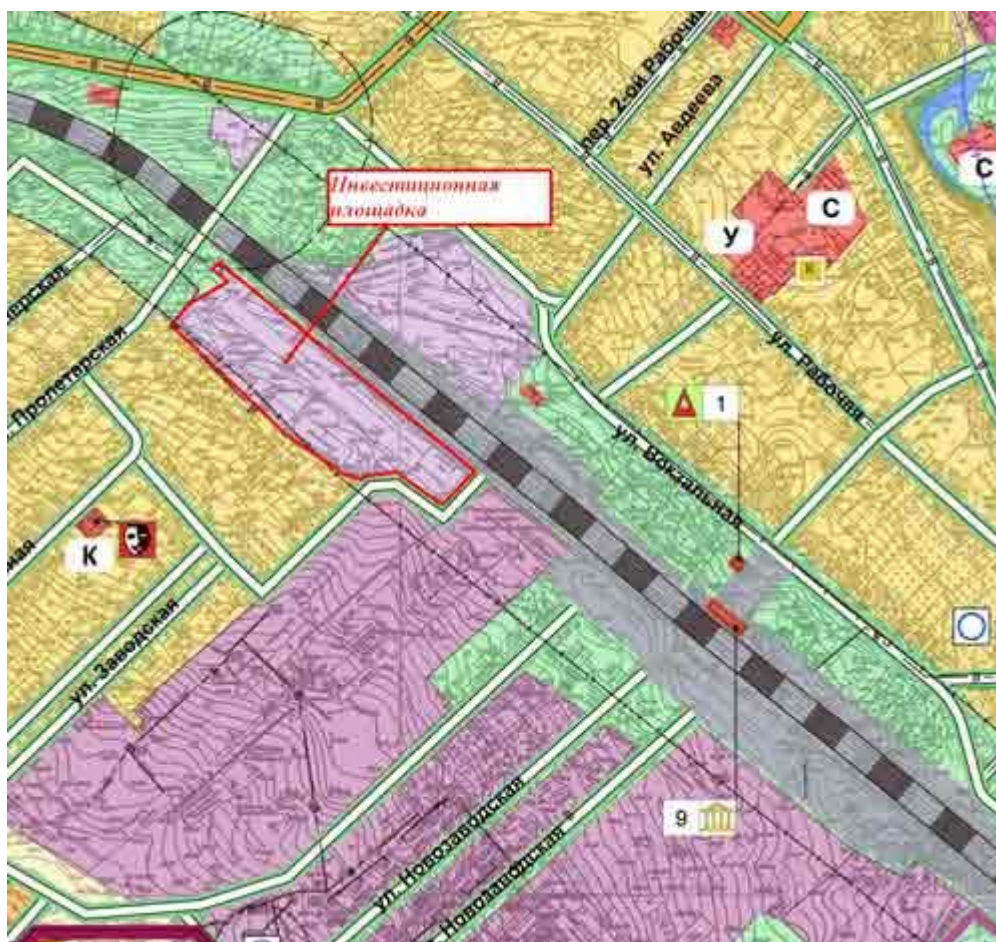 пер. 2-ой Рабочий
ул. Авдеева
С
Инвестиционная
площадка
С
У
К
ул. Рабочая
Пролетарская
1
ул. Вокзальная
К
ул. Заводская
9
ул. Новозаводская
Новозаводская